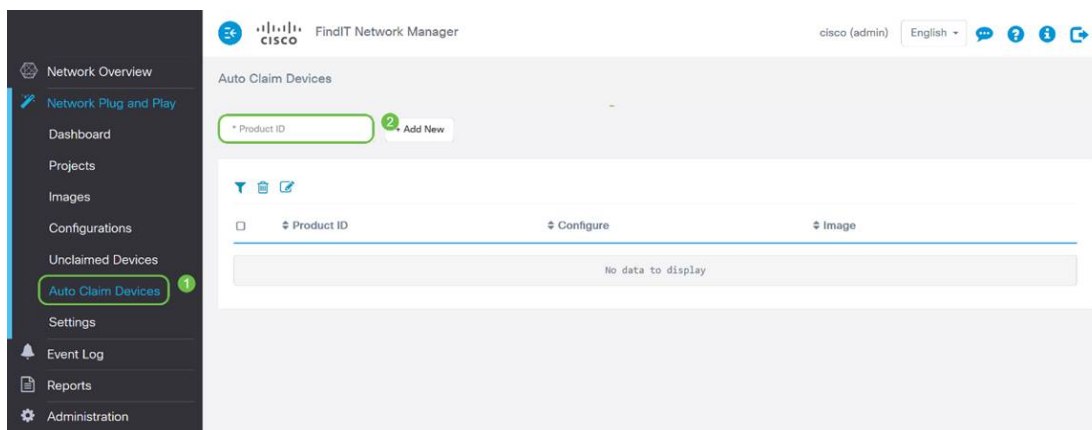 CISCO FindIT Network Manager
cisco (admin) English
Network Overview
Network Plug and Play
Dashboard
Projects
Images
Configurations
Unclaimed Devices
Auto Claim Devices 1
Settings
Event Log
Reports
Administration
Auto Claim Devices
* Product ID 2 + Add New
Product ID Configure Image
No data to display